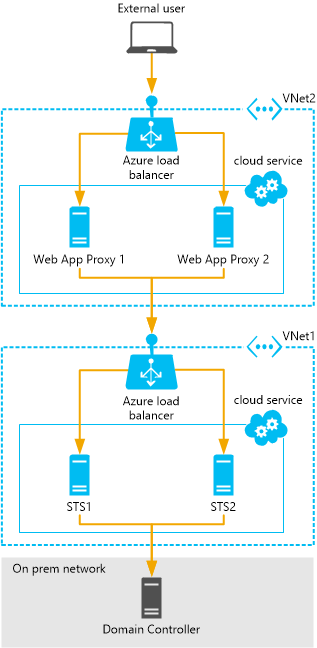 External user
VNet2
Azure load
balancer
cloud service
Web App Proxy 1
Web App Proxy 2
VNet1
Azure load
balancer
cloud service
STS1
STS2
On prem network
Domain Controller